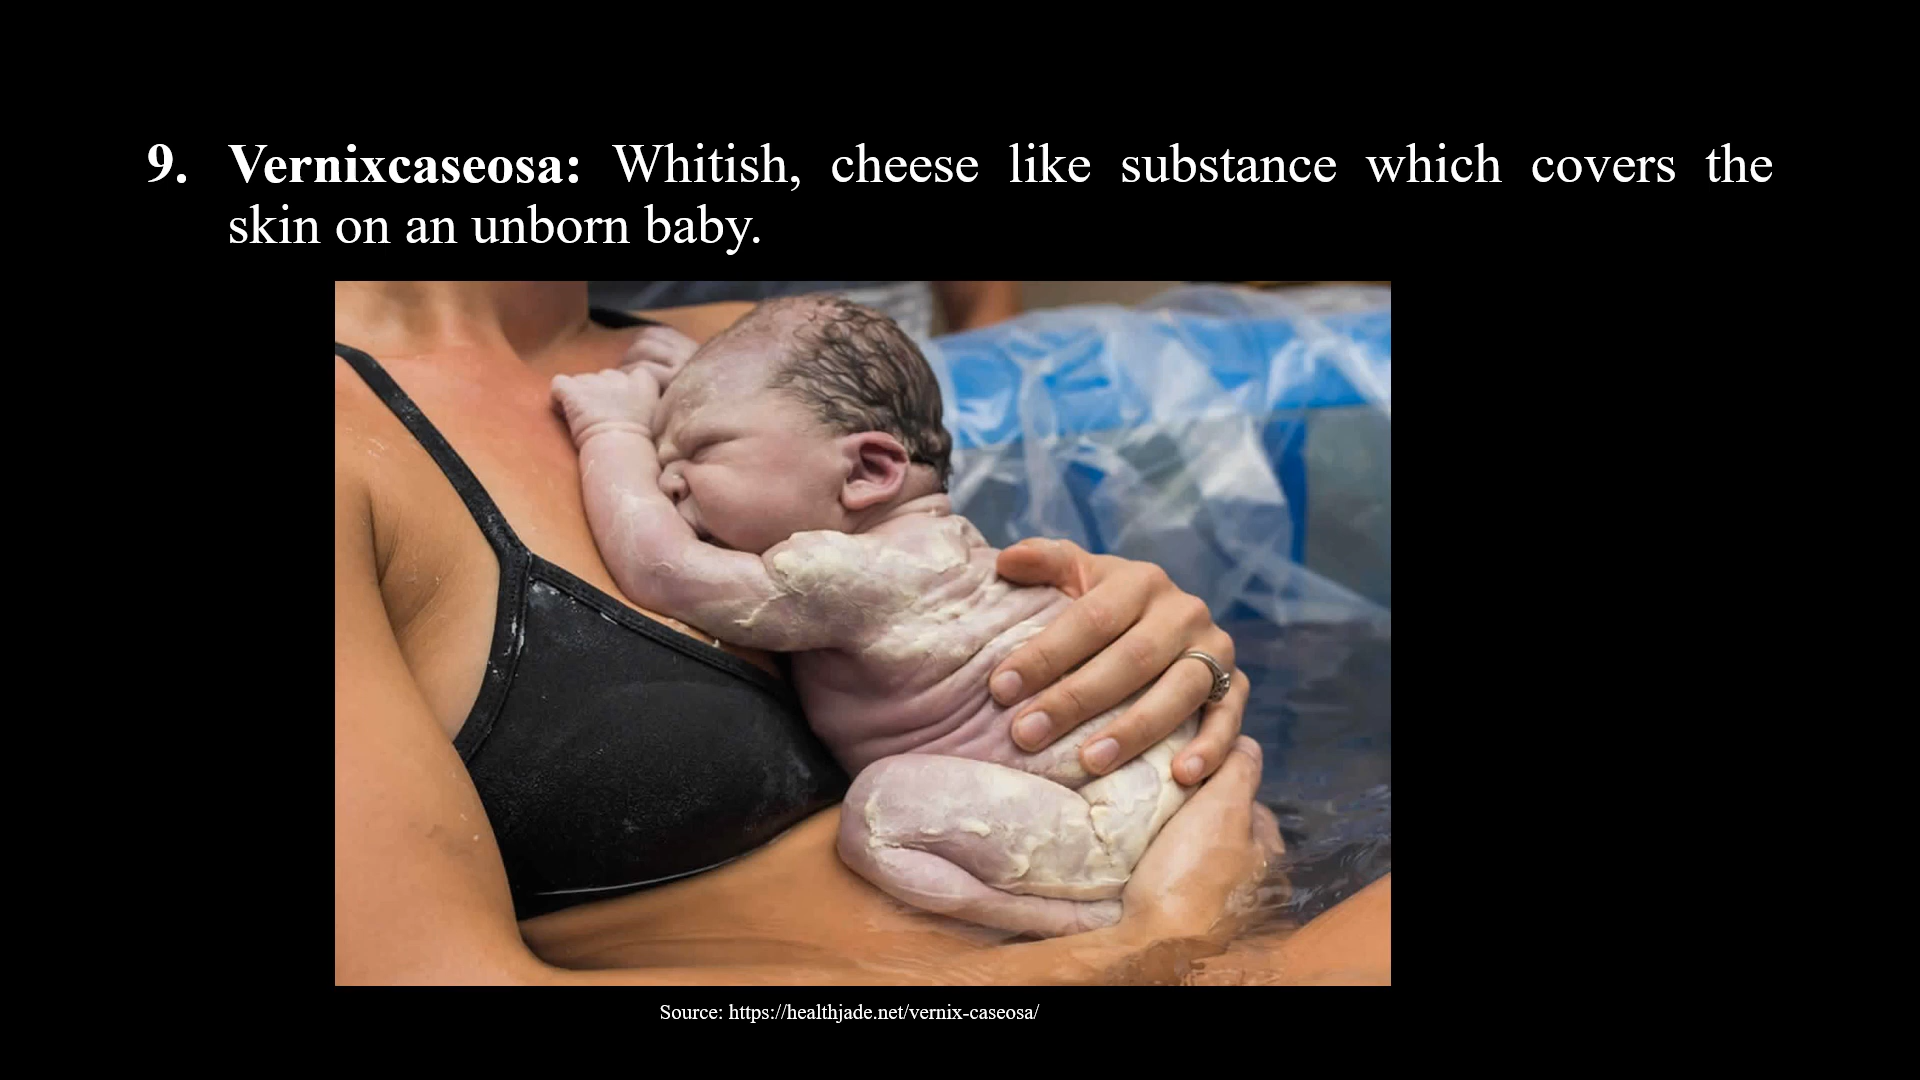 9. Vernixcaseosa: Whitish, cheese like substance which covers the
skin on an unborn baby.
Source: https://healthjade.net/vernix-caseosa/